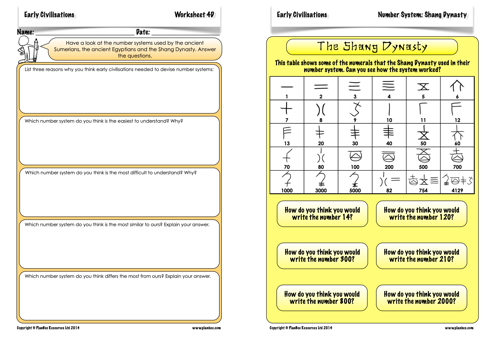 Early Civilisations
Worksheet 4D
Name:
Date:
Have a look at the number systems used by the ancient
Sumerians, the ancient Egyptians and the Shang Dynasty. Answer
the questions.
List three reasons why you think early civilisations needed to devise number systems:
Which number system do you think is the easiest to understand? Why?
Which number system do you think is the most difficult to understand? Why?
Which number system do you think is the most similar to ours? Explain your answer.
Which number system do you think differs the most from ours? Explain your answer.
Copyright © PlanBee Resources Ltd 2014
www.planbee.com
Early Civilisations
Number System: Shang Dynasty
The Shang Dynasty
This table shows some of the numerals that the Shang Dynasty used in their
number system. Can you see how the system worked?
1 2 3 4 5 6
7 8 9 10 11 12
13 20 30 40 50 60
70 80 100 200 500 700
1000 3000 5000 82 754 4129
How do you think you would
write the number 14?
How do you think you would
write the number 120?
How do you think you would
write the number 900?
How do you think you would
write the number 210?
How do you think you would
write the number 800?
How do you think you would
write the number 2000?
Copyright © PlanBee Resources Ltd 2014
www.planbee.com